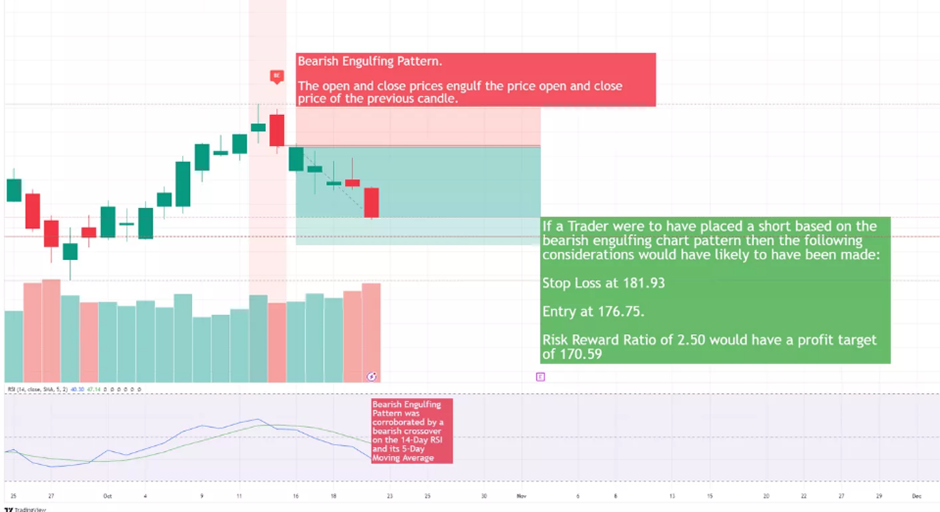 Bearish Engulfing Pattern.
The open and close prices engulf the price open and close
price of the previous candle.
BE
If a Trader were to have placed a short based on the
bearish engulfing chart pattern then the following
considerations would have likely to have been made:
Stop Loss at 181.93
Entry at 176.75.
Risk Reward Ratio of 2.50 would have a profit target
of 170.59
E
RSI (14, close, SMA, 5, 2) 40.30 47.14 0 0 0 0 0
Bearish Engulfing
Pattern was
corroborated by a
bearish crossover
on the 14-Day RSI
and its 5-Day
Moving Average
25 27 Oct 4 9 11 16 18 23 25 30 Nov 6 8 13 15 20 22 27 29 Dec
TradingView